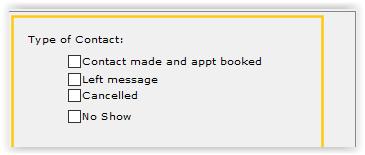 Type of Contact:
Contact made and appt booked
Left message
Cancelled
No Show